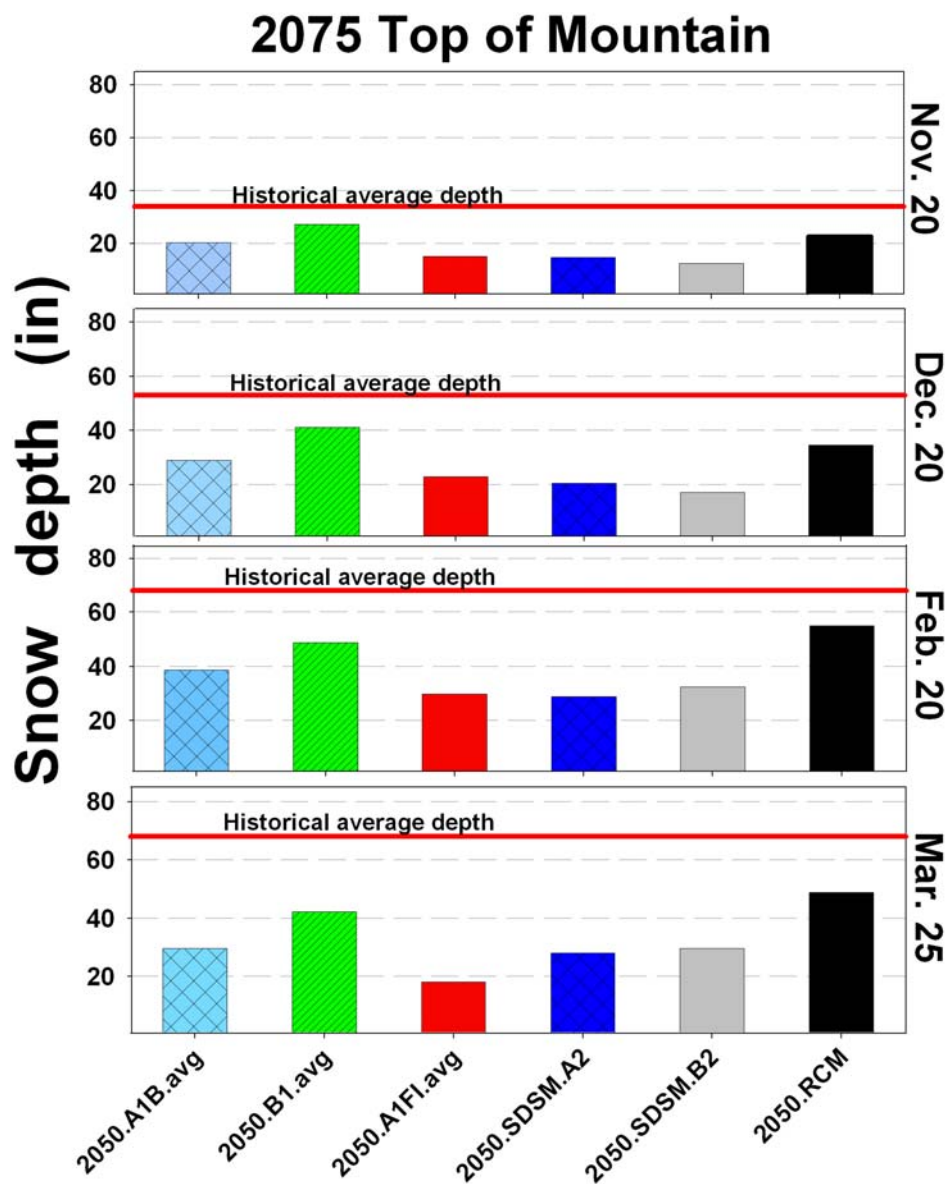 2075 Top of Mountain
Snow depth (in)
80
60
40
20
Historical average depth
Nov. 20
80
60
40
20
Historical average depth
Dec. 20
80
60
40
20
Historical average depth
Feb. 20
80
60
40
20
Historical average depth
Mar. 25
2050.A1B.avg
2050.B1.avg
2050.A1FI.avg
2050.SDSM.A2
2050.SDSM.B2
2050.RCM